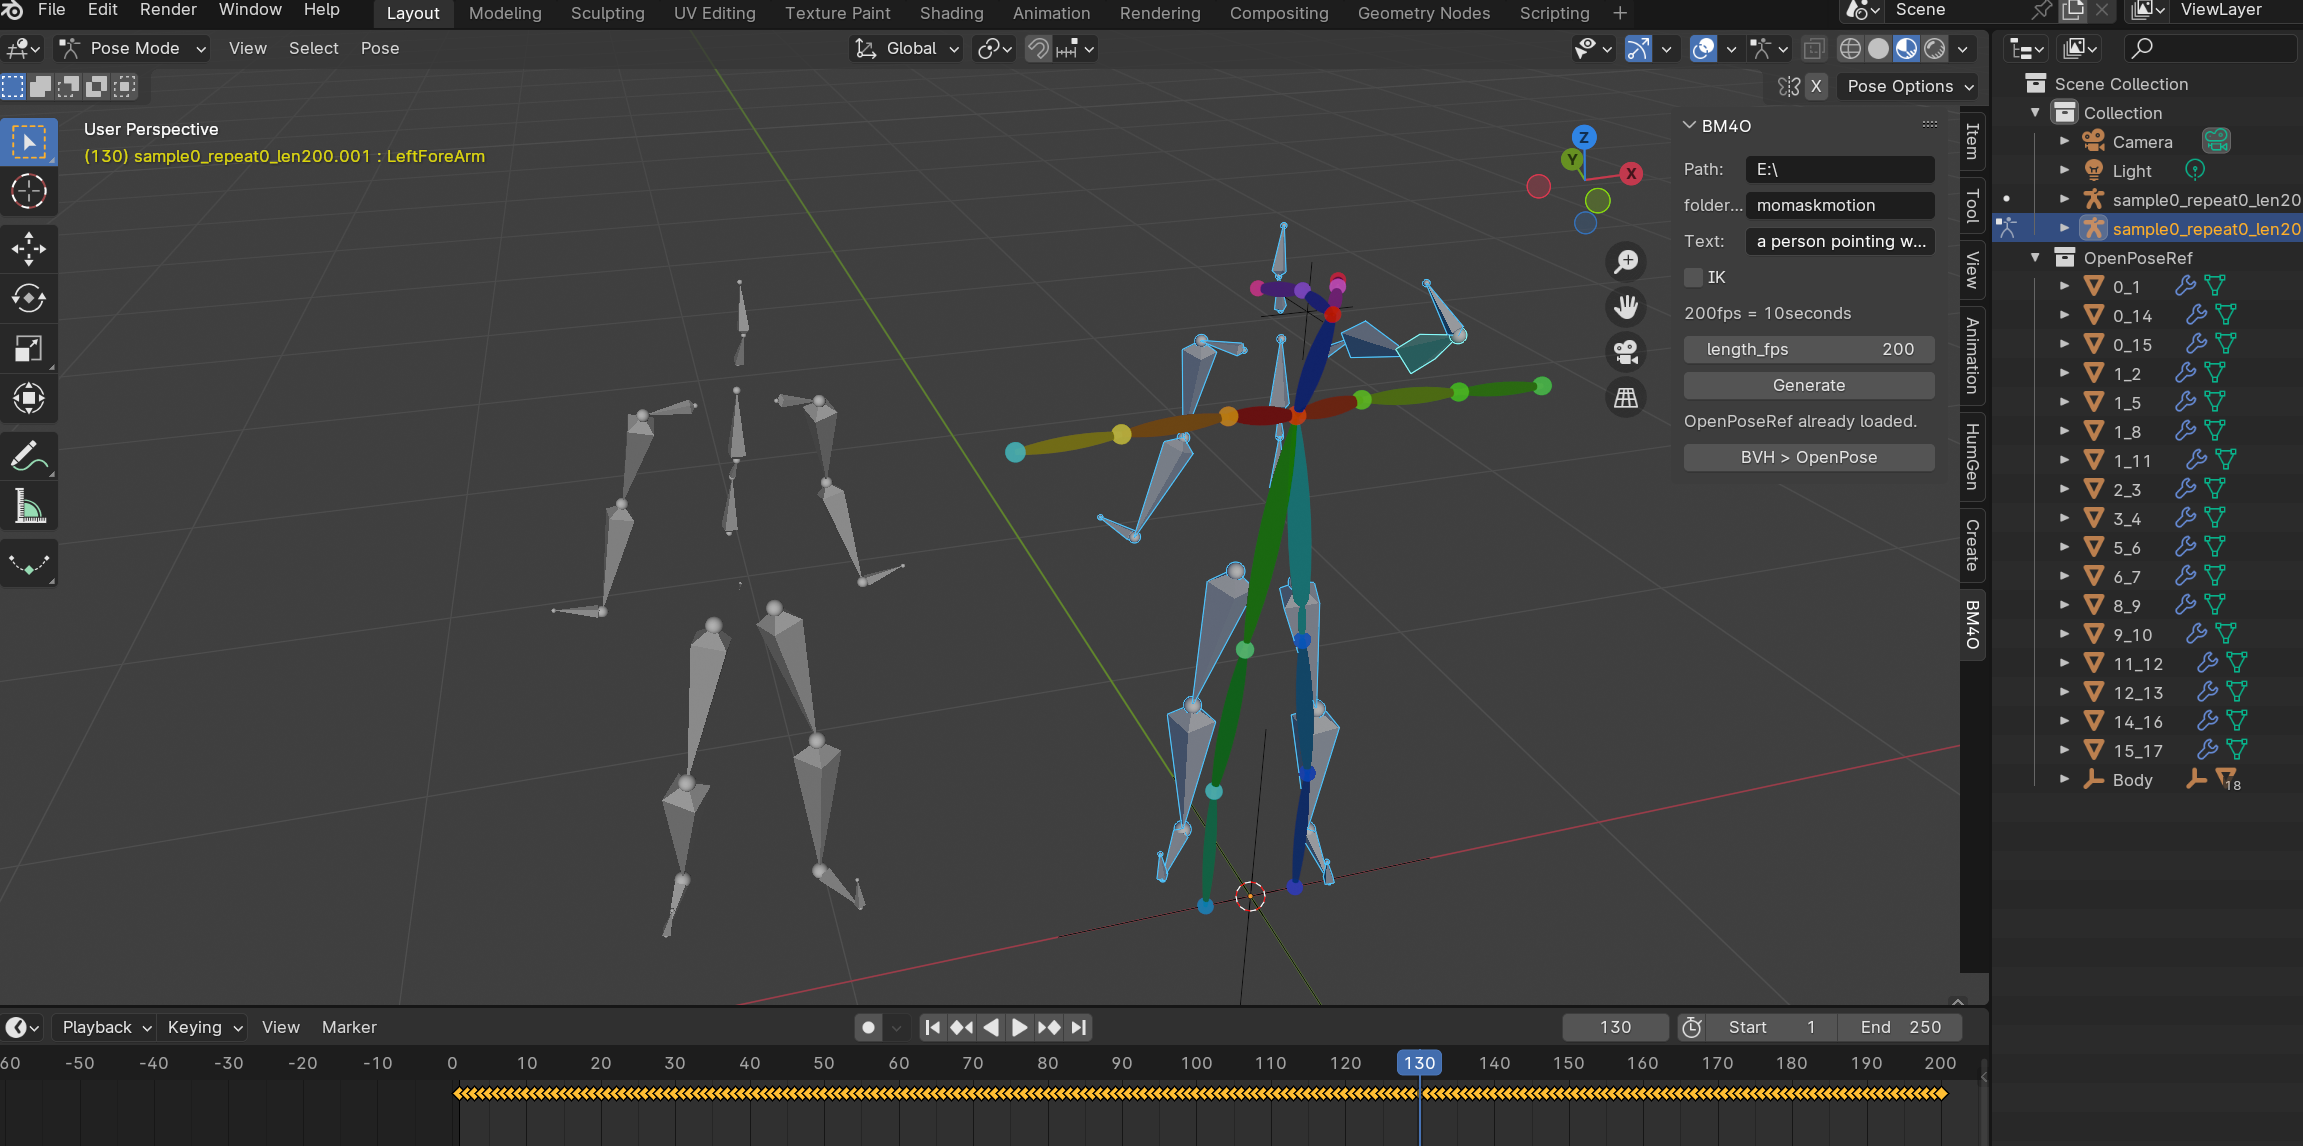 File Edit Render Window Help Layout Modeling Sculpting UV Editing Texture Paint Shading Animation Rendering Compositing Geometry Nodes Scripting + Scene ViewLayer
Pose Mode View Select Pose Global
X Pose Options
User Perspective
(130) sample0_repeat0_len200.001 : LeftForeArm
Z
Y
X
BM4O
Path: E:\
folder... momaskmotion
Text: a person pointing w...
IK
200fps = 10seconds
length_fps 200
Generate
OpenPoseRef already loaded.
BVH > OpenPose
Item
Tool
View
Animation
HumGen
Create
BM4O
Scene Collection
Collection
Camera
Light
sample0_repeat0_len20
sample0_repeat0_len20
OpenPoseRef
0_1
0_14
0_15
1_2
1_5
1_8
1_11
2_3
3_4
5_6
6_7
8_9
9_10
11_12
12_13
14_16
15_17
Body 18
Playback Keying View Marker 130 Start 1 End 250
60 -50 -40 -30 -20 -10 0 10 20 30 40 50 60 70 80 90 100 110 120 130 140 150 160 170 180 190 200